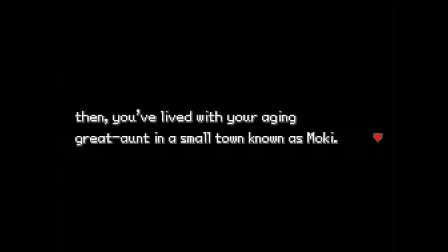 then, you've lived with your aging
great-aunt in a small town known as Moki.